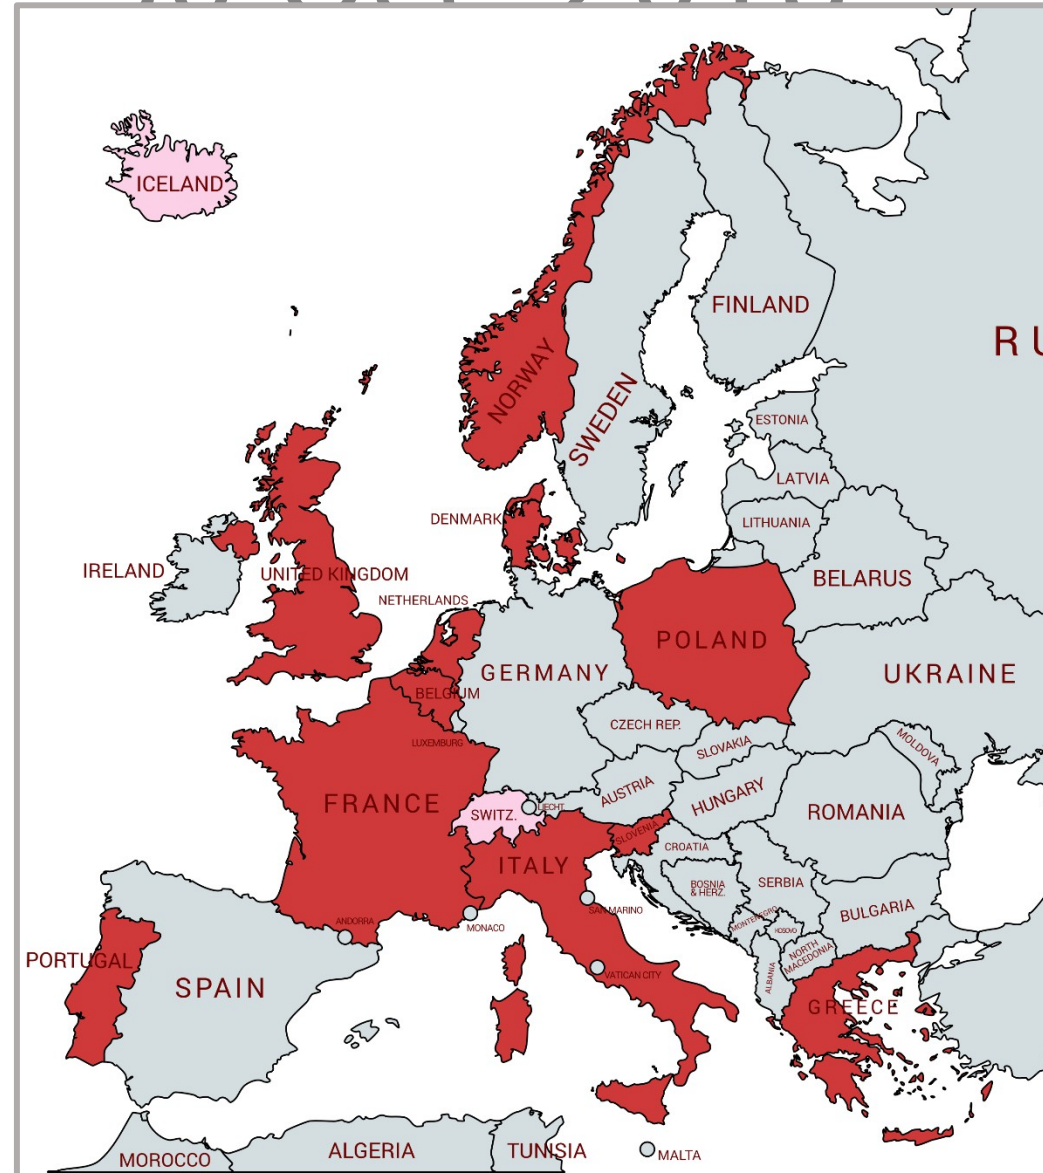 ICELAND
FINLAND
RU
NORWAY
SWEDEN
ESTONIA
LATVIA
DENMARK
LITHUANIA
IRELAND
UNITED KINGDOM
BELARUS
NETHERLANDS
POLAND
GERMANY
UKRAINE
BELGIUM
CZECH REP.
LUXEMBURG
SLOVAKIA
MOLDOVA
AUSTRIA
HUNGARY
FRANCE
LIECHT
SWITZ.
ROMANIA
SLOVENIA
CROATIA
ITALY
BOSNIA
& HERZ.
SERBIA
SAN MARINO
BULGARIA
MONTENEGRO
ANDORRA
MONACO
KOSOVO
NORTH
MACEDONIA
PORTUGAL
VATICAN CITY
ALBANIA
SPAIN
GREECE
MOROCCO
ALGERIA
TUNISIA
MALTA